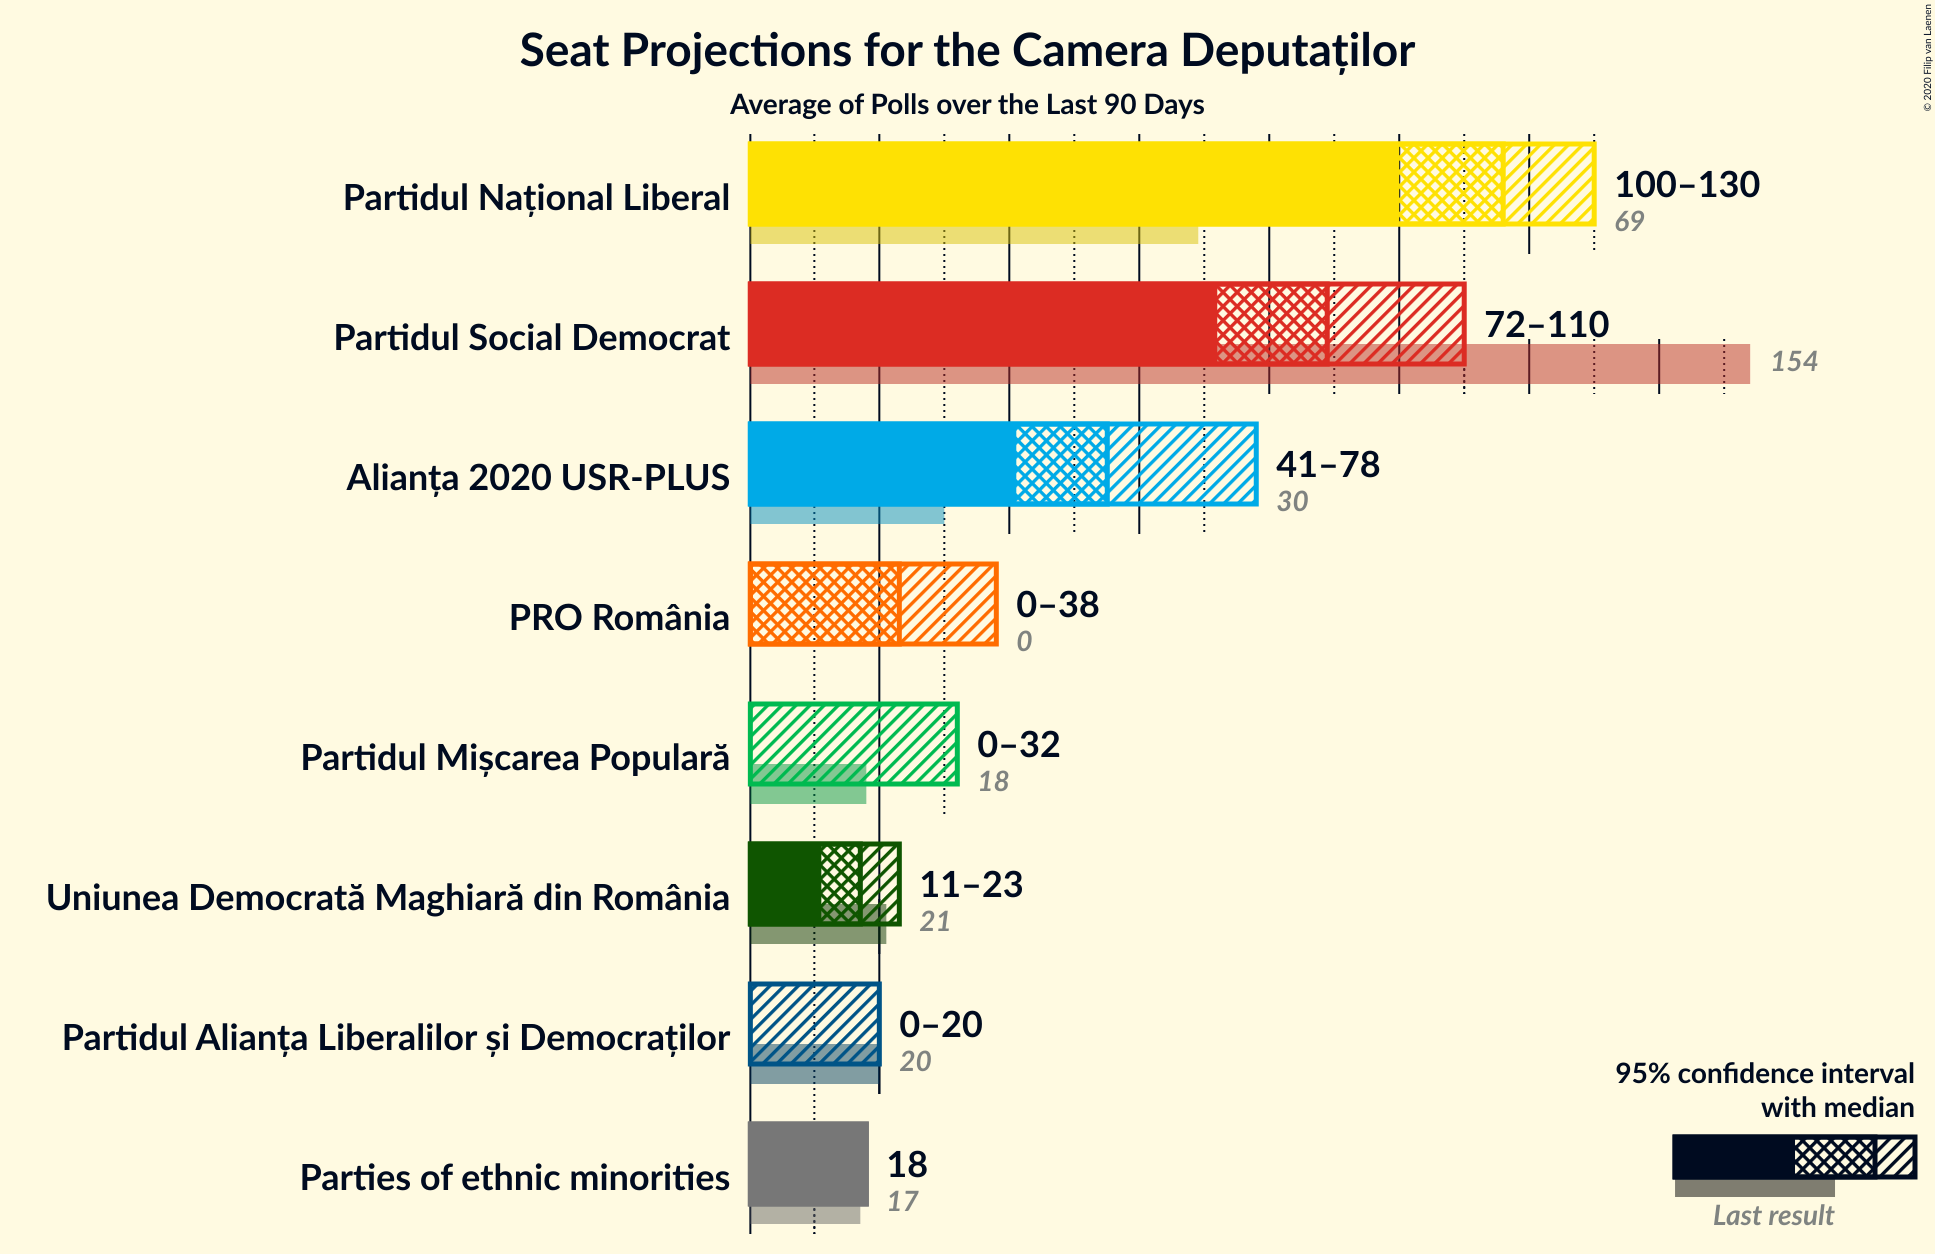 Seat Projections for the Camera Deputaților
Average of Polls over the Last 90 Days
© 2020 Filip van Laenen
Partidul Național Liberal
100–130
69
Partidul Social Democrat
72–110
154
Alianța 2020 USR-PLUS
41–78
30
PRO România
0–38
0
Partidul Mișcarea Populară
0–32
18
Uniunea Democrată Maghiară din România
11–23
21
Partidul Alianța Liberalilor și Democraților
0–20
20
Parties of ethnic minorities
18
17
95% confidence interval
with median
Last result